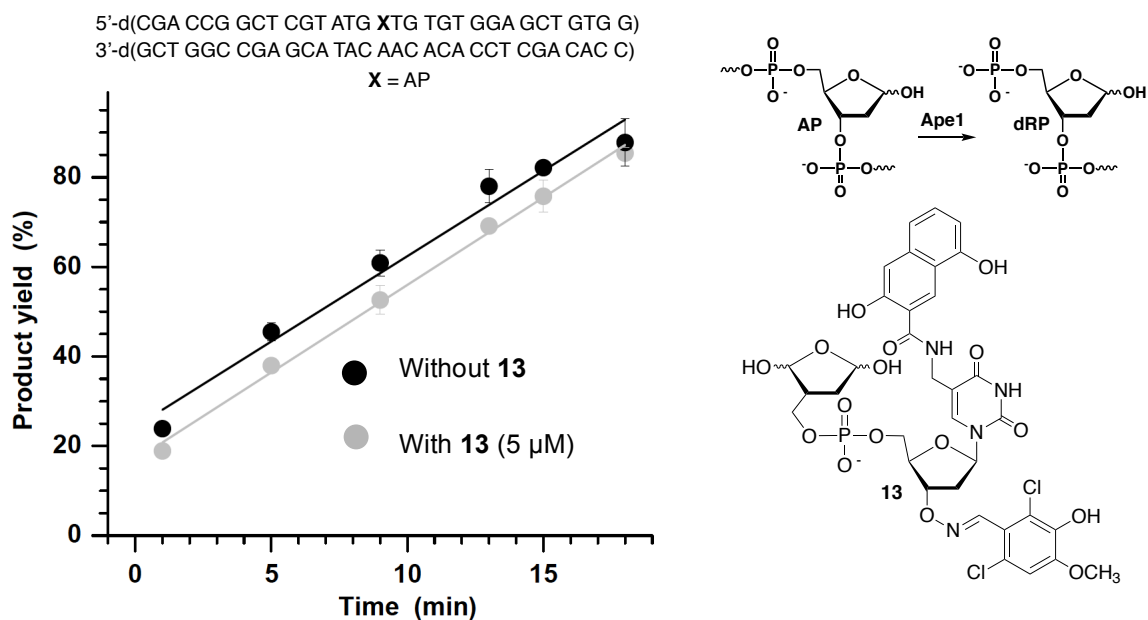 5'-d(CGA CCG GCT CGT ATG XTG TGT GGA GCT GTG G)
3'-d(GCT GGC CGA GCA TAC AAC ACA CCT CGA CAC C)
X = AP
Product yield (%)
80
60
40
20
0
0 5 10 15
Time (min)
Without 13
With 13 (5 µM)
O
-O P O O
O- OH
AP
O
-O P O
O
Ape1
O
-O P O O
O- OH
dRP
O
-O P O
O
OH
HO
O NH
O
HO O OH
NH
O
N O
O
O P O O
O-
13
O
N
Cl
OH
Cl
OCH3